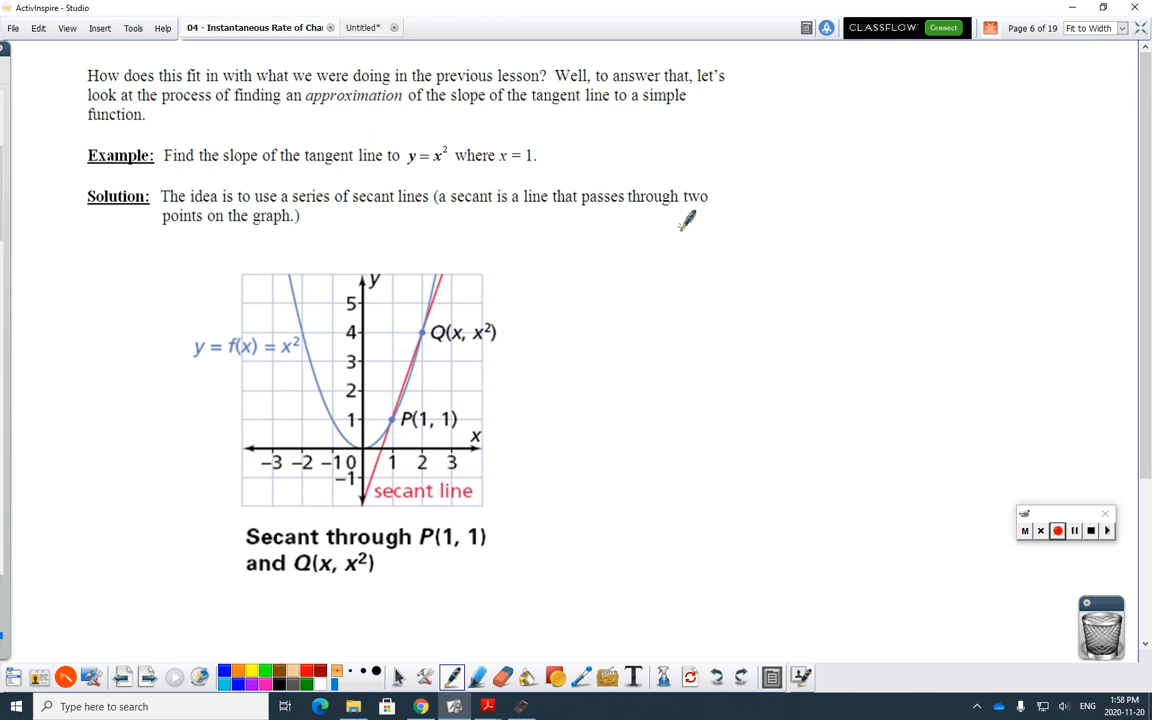 ActivInspire - Studio
File Edit View Insert Tools Help 04 - Instantaneous Rate of Cha Untitled* CLASSFLOW Connect Page 6 of 19 Fit to Width
How does this fit in with what we were doing in the previous lesson? Well, to answer that, let's
look at the process of finding an approximation of the slope of the tangent line to a simple
function.
Example: Find the slope of the tangent line to y = x² where x = 1.
Solution: The idea is to use a series of secant lines (a secant is a line that passes through two
points on the graph.)
y
5
Q(x, x²)
4
y = f(x) = x²
3
2
1
P(1, 1)
x
−3 −2 −1 0 1 2 3
−1
secant line
Secant through P(1, 1)
and Q(x, x²)
M
T
Type here to search
ENG
1:58 PM
2020-11-20